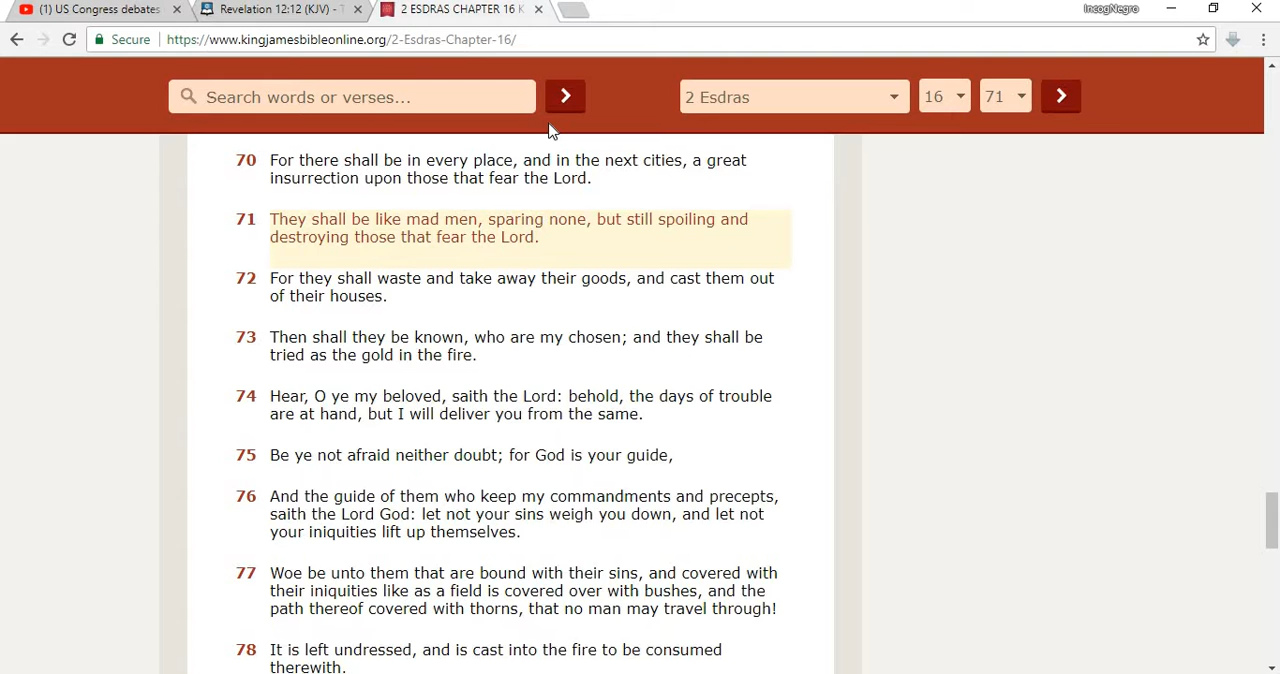 (1) US Congress debates
Revelation 12:12 (KJV) - T
2 ESDRAS CHAPTER 16 K
IncogNegro
Secure
https://www.kingjamesbibleonline.org/2-Esdras-Chapter-16/
Search words or verses...
2 Esdras
16
71
70 For there shall be in every place, and in the next cities, a great
insurrection upon those that fear the Lord.
71 They shall be like mad men, sparing none, but still spoiling and
destroying those that fear the Lord.
72 For they shall waste and take away their goods, and cast them out
of their houses.
73 Then shall they be known, who are my chosen; and they shall be
tried as the gold in the fire.
74 Hear, O ye my beloved, saith the Lord: behold, the days of trouble
are at hand, but I will deliver you from the same.
75 Be ye not afraid neither doubt; for God is your guide,
76 And the guide of them who keep my commandments and precepts,
saith the Lord God: let not your sins weigh you down, and let not
your iniquities lift up themselves.
77 Woe be unto them that are bound with their sins, and covered with
their iniquities like as a field is covered over with bushes, and the
path thereof covered with thorns, that no man may travel through!
78 It is left undressed, and is cast into the fire to be consumed
therewith.